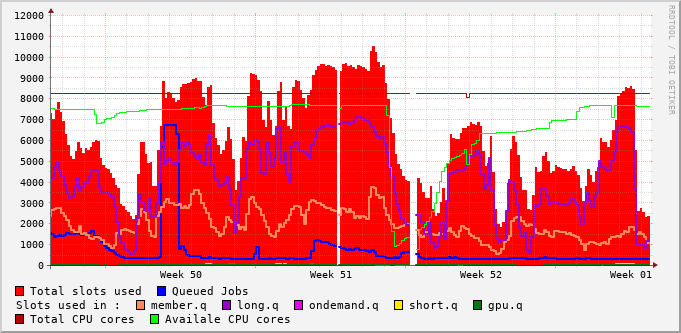 RRDTOOL / TOBI OETIKER
12000
11000
10000
9000
8000
7000
6000
5000
4000
3000
2000
1000
0
Week 50 Week 51 Week 52 Week 01
Total slots used Queued Jobs
Slots used in : member.q long.q ondemand.q short.q gpu.q
Total CPU cores Availale CPU cores